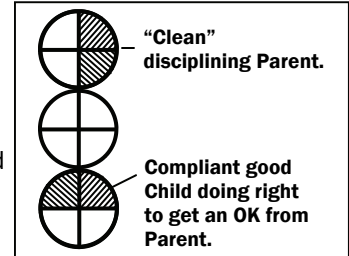 “Clean”
disciplining Parent.
d
Compliant good
Child doing right
to get an OK from
Parent.